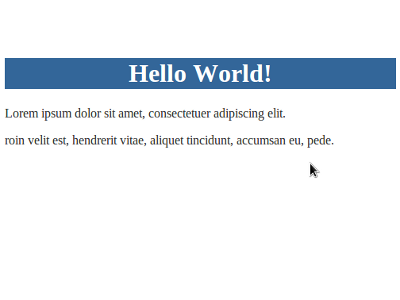 Hello World!
Lorem ipsum dolor sit amet, consectetuer adipiscing elit.
roin velit est, hendrerit vitae, aliquet tincidunt, accumsan eu, pede.